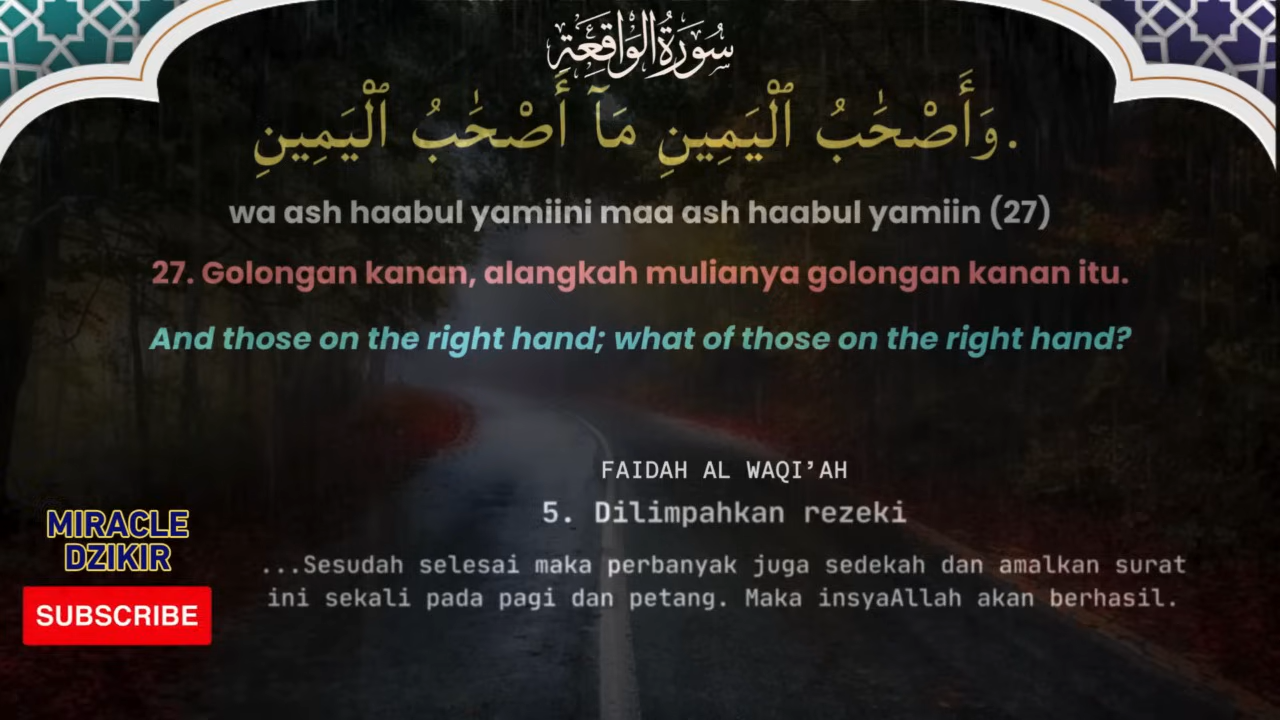 سُورَةُ الْوَاقِعَةِ
وَأَصْحَٰبُ ٱلْيَمِينِ مَآ أَصْحَٰبُ ٱلْيَمِينِ.
wa ash haabul yamiini maa ash haabul yamiin (27)
27. Golongan kanan, alangkah mulianya golongan kanan itu.
And those on the right hand; what of those on the right hand?
FAIDAH AL WAQI’AH
5. Dilimpahkan rezeki
...Sesudah selesai maka perbanyak juga sedekah dan amalkan surat
ini sekali pada pagi dan petang. Maka insyaAllah akan berhasil.
MIRACLE
DZIKIR
SUBSCRIBE